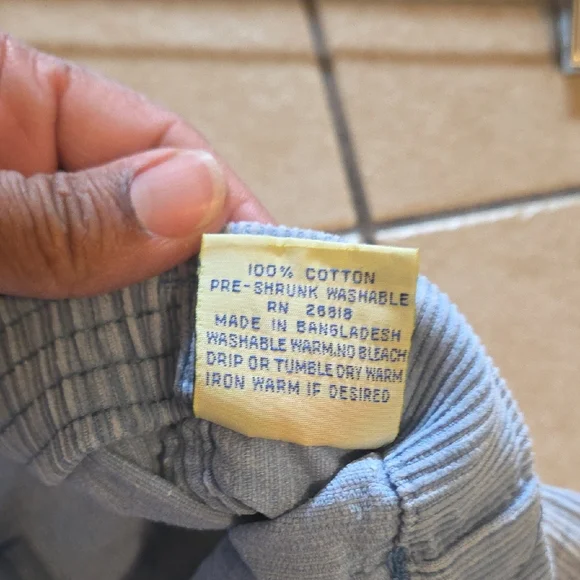 100% COTTON
PRE-SHRUNK WASHABLE
RN 26818
MADE IN BANGLADESH
WASHABLE WARM.NO BLEACH
DRIP OR TUMBLE DRY WARM
IRON WARM IF DESIRED